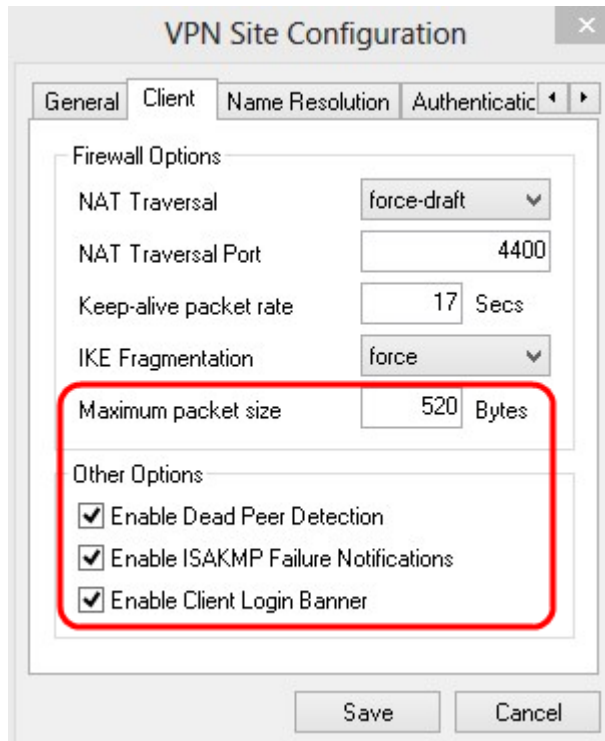 VPN Site Configuration
General Client Name Resolution Authenticatic
Firewall Options
NAT Traversal force-draft
NAT Traversal Port 4400
Keep-alive packet rate 17 Secs
IKE Fragmentation force
Maximum packet size 520 Bytes
Other Options
Enable Dead Peer Detection
Enable ISAKMP Failure Notifications
Enable Client Login Banner
Save Cancel